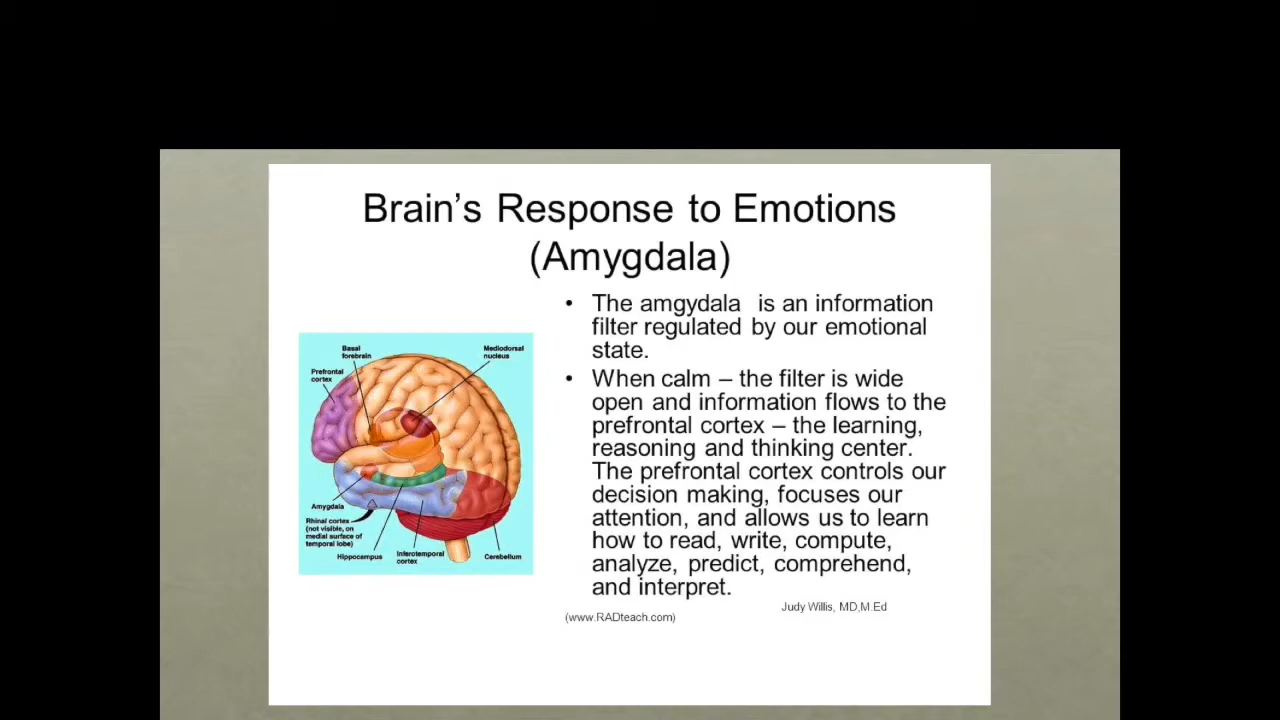 Brain’s Response to Emotions
(Amygdala)
• The amgydala is an information
filter regulated by our emotional
state.
• When calm – the filter is wide
open and information flows to the
prefrontal cortex – the learning,
reasoning and thinking center.
The prefrontal cortex controls our
decision making, focuses our
attention, and allows us to learn
how to read, write, compute,
analyze, predict, comprehend,
and interpret.
Judy Willis, MD,M.Ed
(www.RADteach.com)
Basal
forebrain
Mediodorsal
nucleus
Prefrontal
cortex
Amygdala
Rhinal cortex
(not visible, on
medial surface of
temporal lobe)
Hippocampus
Inferotemporal
cortex
Cerebellum